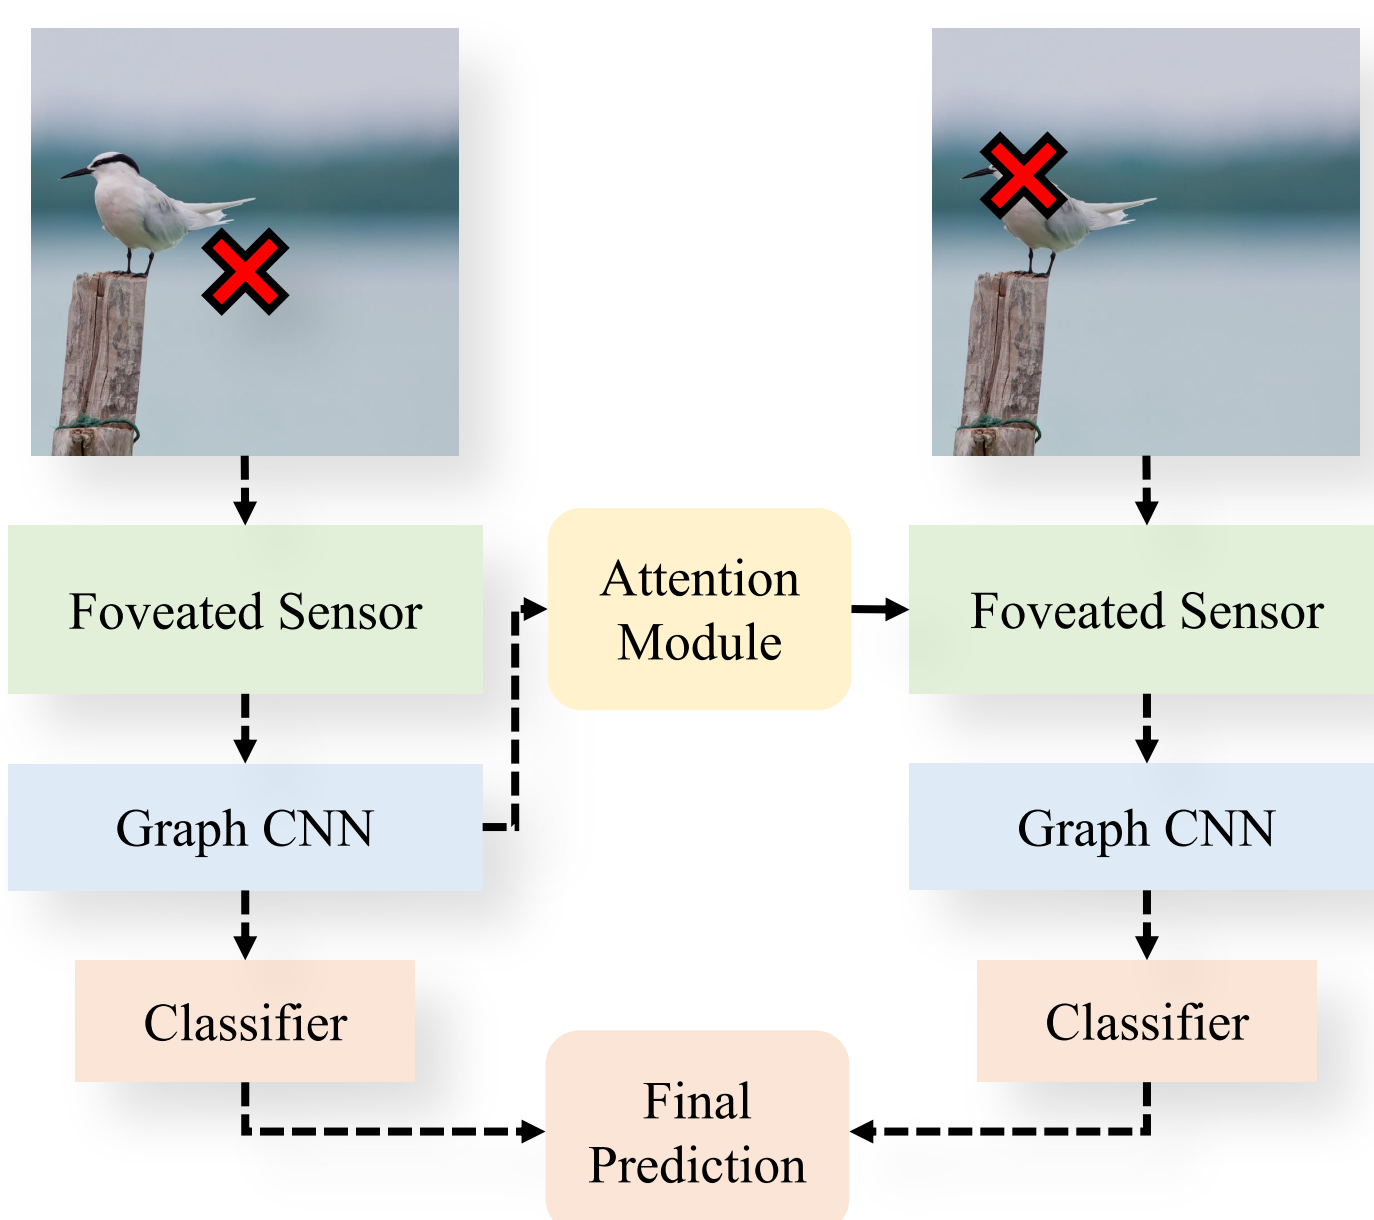 Foveated Sensor
Graph CNN
Classifier
Attention
Module
Foveated Sensor
Graph CNN
Classifier
Final
Prediction